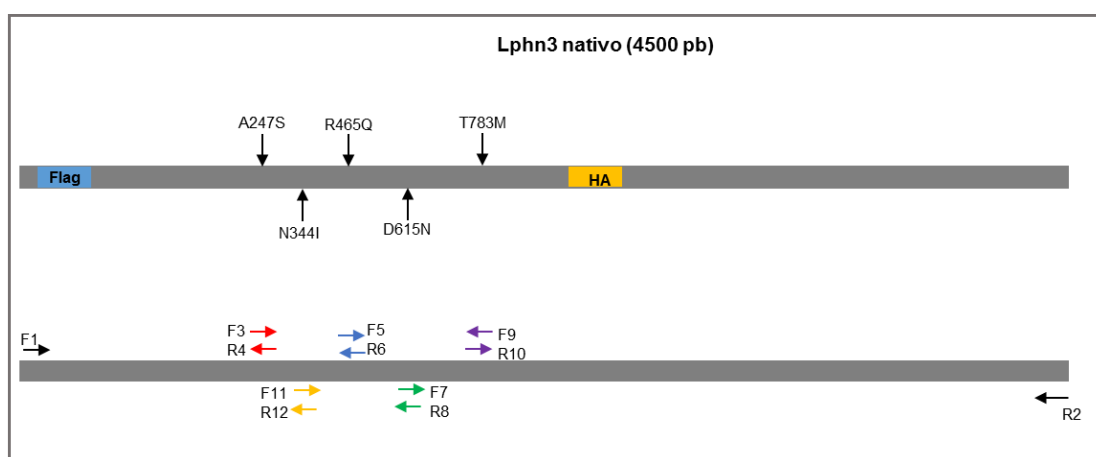 Lphn3 nativo (4500 pb)
A247S R465Q T783M
Flag HA
N344I D615N
F1 F3 F5 F9
R4 R6 R10
F11 F7
R12 R8 R2